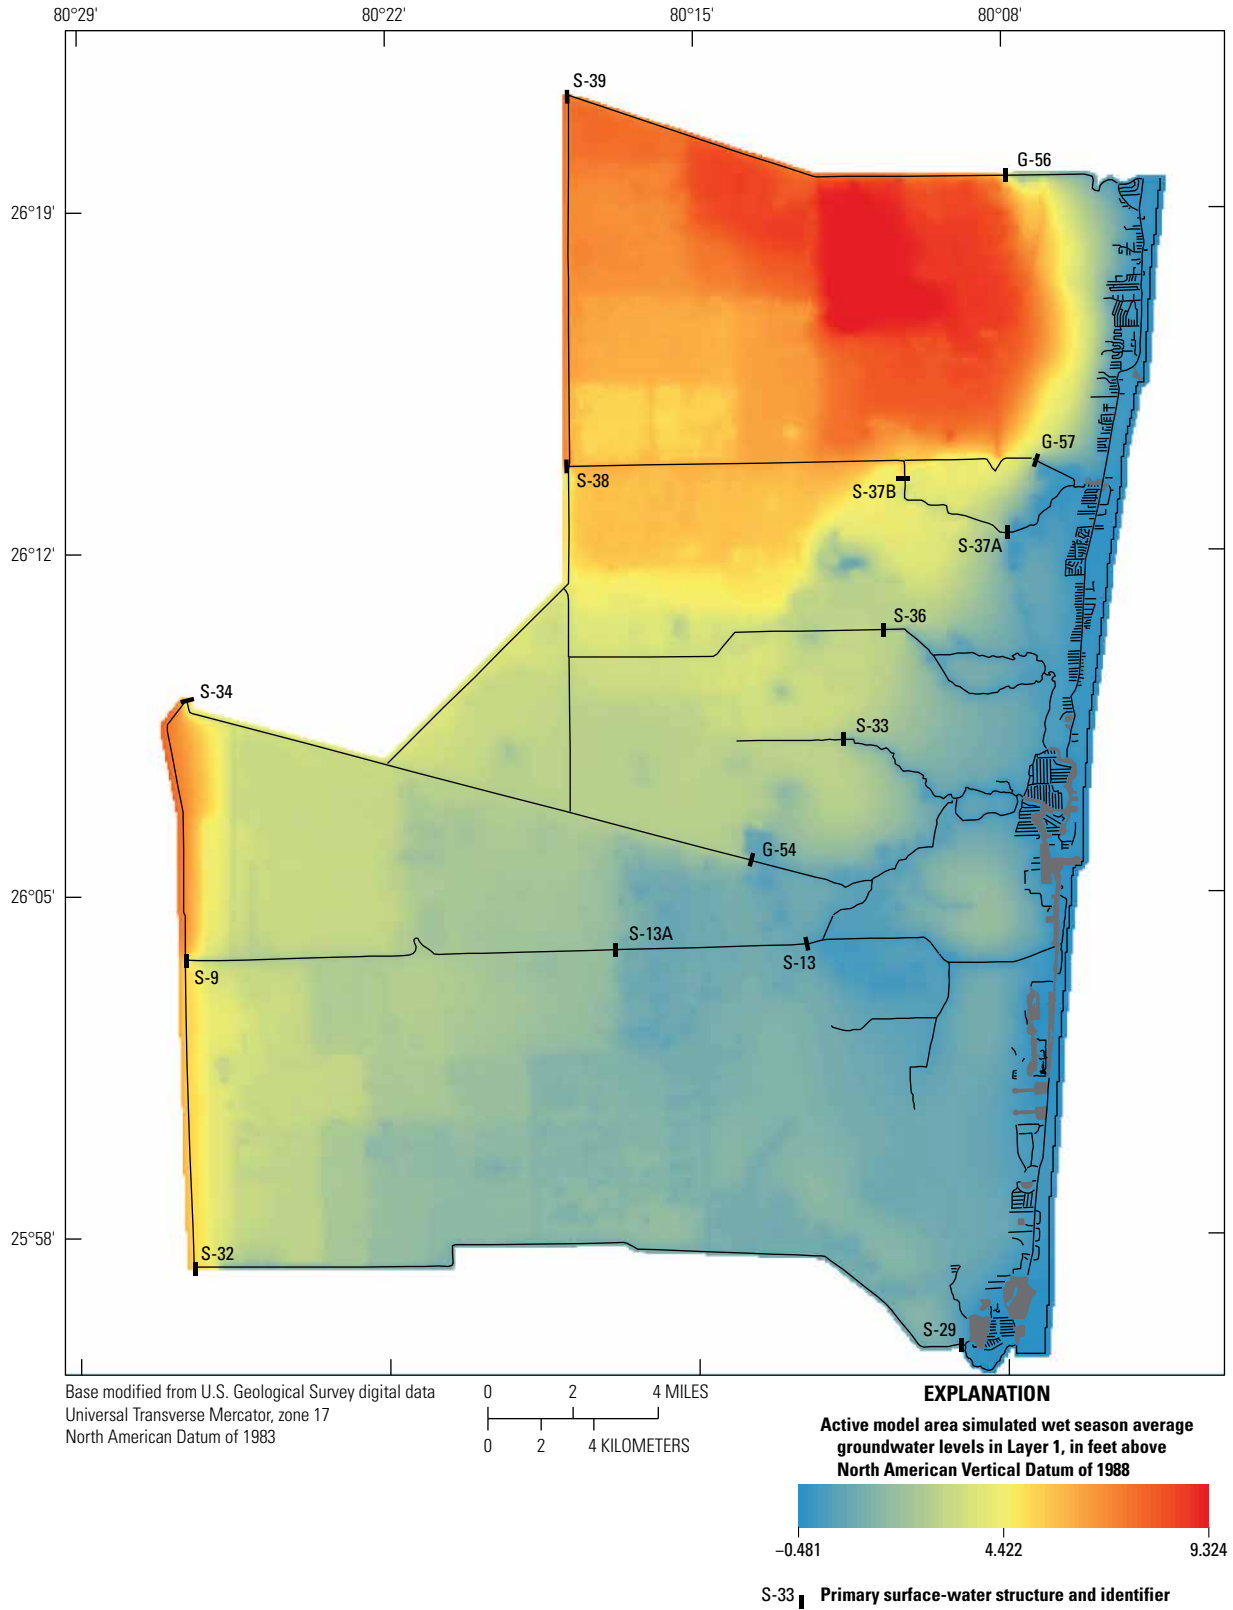 80°29' 80°22' 80°15' 80°08'
S-39
G-56
26°19'
G-57
S-38
S-37B
S-37A
26°12'
S-36
S-34
S-33
G-54
26°05'
S-13A
S-13
S-9
25°58'
S-32
S-29
Base modified from U.S. Geological Survey digital data
Universal Transverse Mercator, zone 17
North American Datum of 1983
0 2 4 MILES
0 2 4 KILOMETERS
EXPLANATION
Active model area simulated wet season average
groundwater levels in Layer 1, in feet above
North American Vertical Datum of 1988
−0.481 4.422 9.324
S-33 Primary surface-water structure and identifier